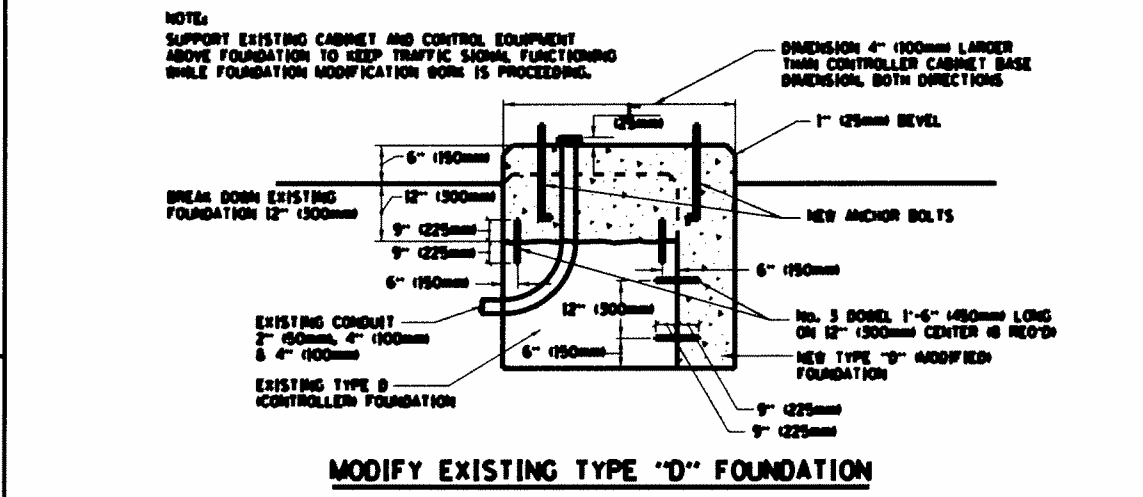 NOTE:
SUPPORT EXISTING CABINET AND CONTROL EQUIPMENT
ABOVE FOUNDATION TO KEEP TRAFFIC SIGNAL FUNCTIONING
WHILE FOUNDATION MODIFICATION WORK IS PROCEEDING.
DIMENSION 4" (100mm) LARGER
THAN CONTROLLER CABINET BASE
DIMENSION, BOTH DIRECTIONS
1"
(25mm)
1" (25mm) BEVEL
6" (150mm)
BREAK DOWN EXISTING
FOUNDATION 12" (300mm)
12" (300mm)
NEW ANCHOR BOLTS
9" (225mm)
9" (225mm)
6" (150mm)
6" (150mm)
12" (300mm)
EXISTING CONDUIT
2" (50mm), 4" (100mm)
& 4" (100mm)
No. 3 DOWEL 1'-6" (450mm) LONG
ON 12" (300mm) CENTER (8 REQ'D)
6" (150mm)
NEW TYPE "D" (MODIFIED)
FOUNDATION
EXISTING TYPE D
(CONTROLLER) FOUNDATION
9" (225mm)
9" (225mm)
MODIFY EXISTING TYPE "D" FOUNDATION